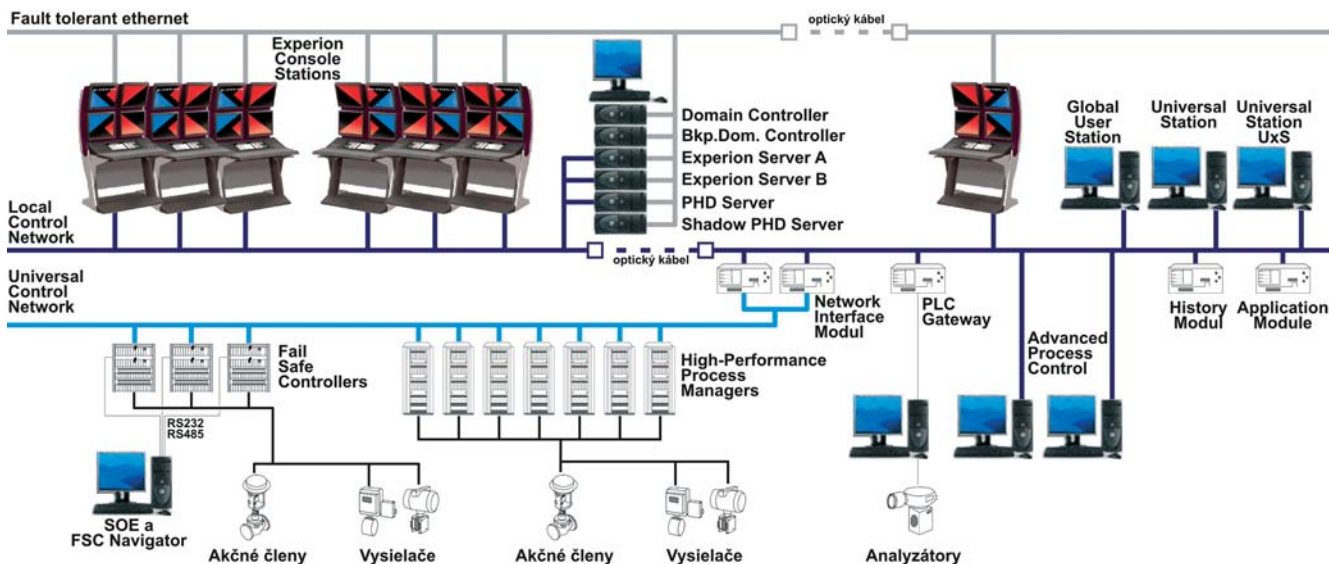 Fault tolerant ethernet
optický kábel
Experion
Console
Stations
Domain Controller
Bkp.Dom. Controller
Experion Server A
Experion Server B
PHD Server
Shadow PHD Server
Global
User
Station
Universal
Station
Universal
Station
UxS
Local
Control
Network
optický kábel
Universal
Control
Network
Network
Interface
Modul
PLC
Gateway
History
Modul
Application
Module
Advanced
Process
Control
Fail
Safe
Controllers
High-Performance
Process
Managers
RS232
RS485
SOE a
FSC Navigator
Akčné členy
Vysielače
Akčné členy
Vysielače
Analyzátory